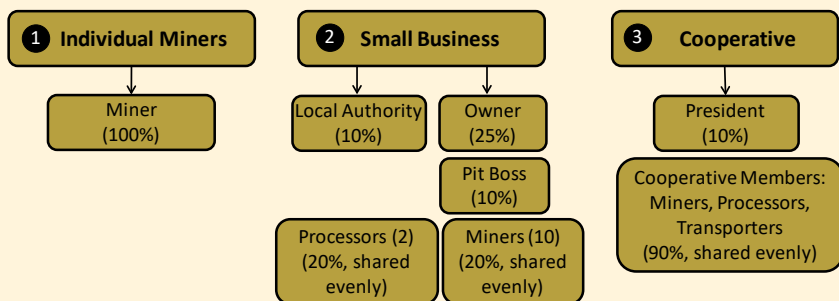 1 Individual Miners
Miner
(100%)
2 Small Business
Local Authority
(10%)
Owner
(25%)
Pit Boss
(10%)
Processors (2)
(20%, shared
evenly)
Miners (10)
(20%, shared
evenly)
3 Cooperative
President
(10%)
Cooperative Members:
Miners, Processors,
Transporters
(90%, shared evenly)